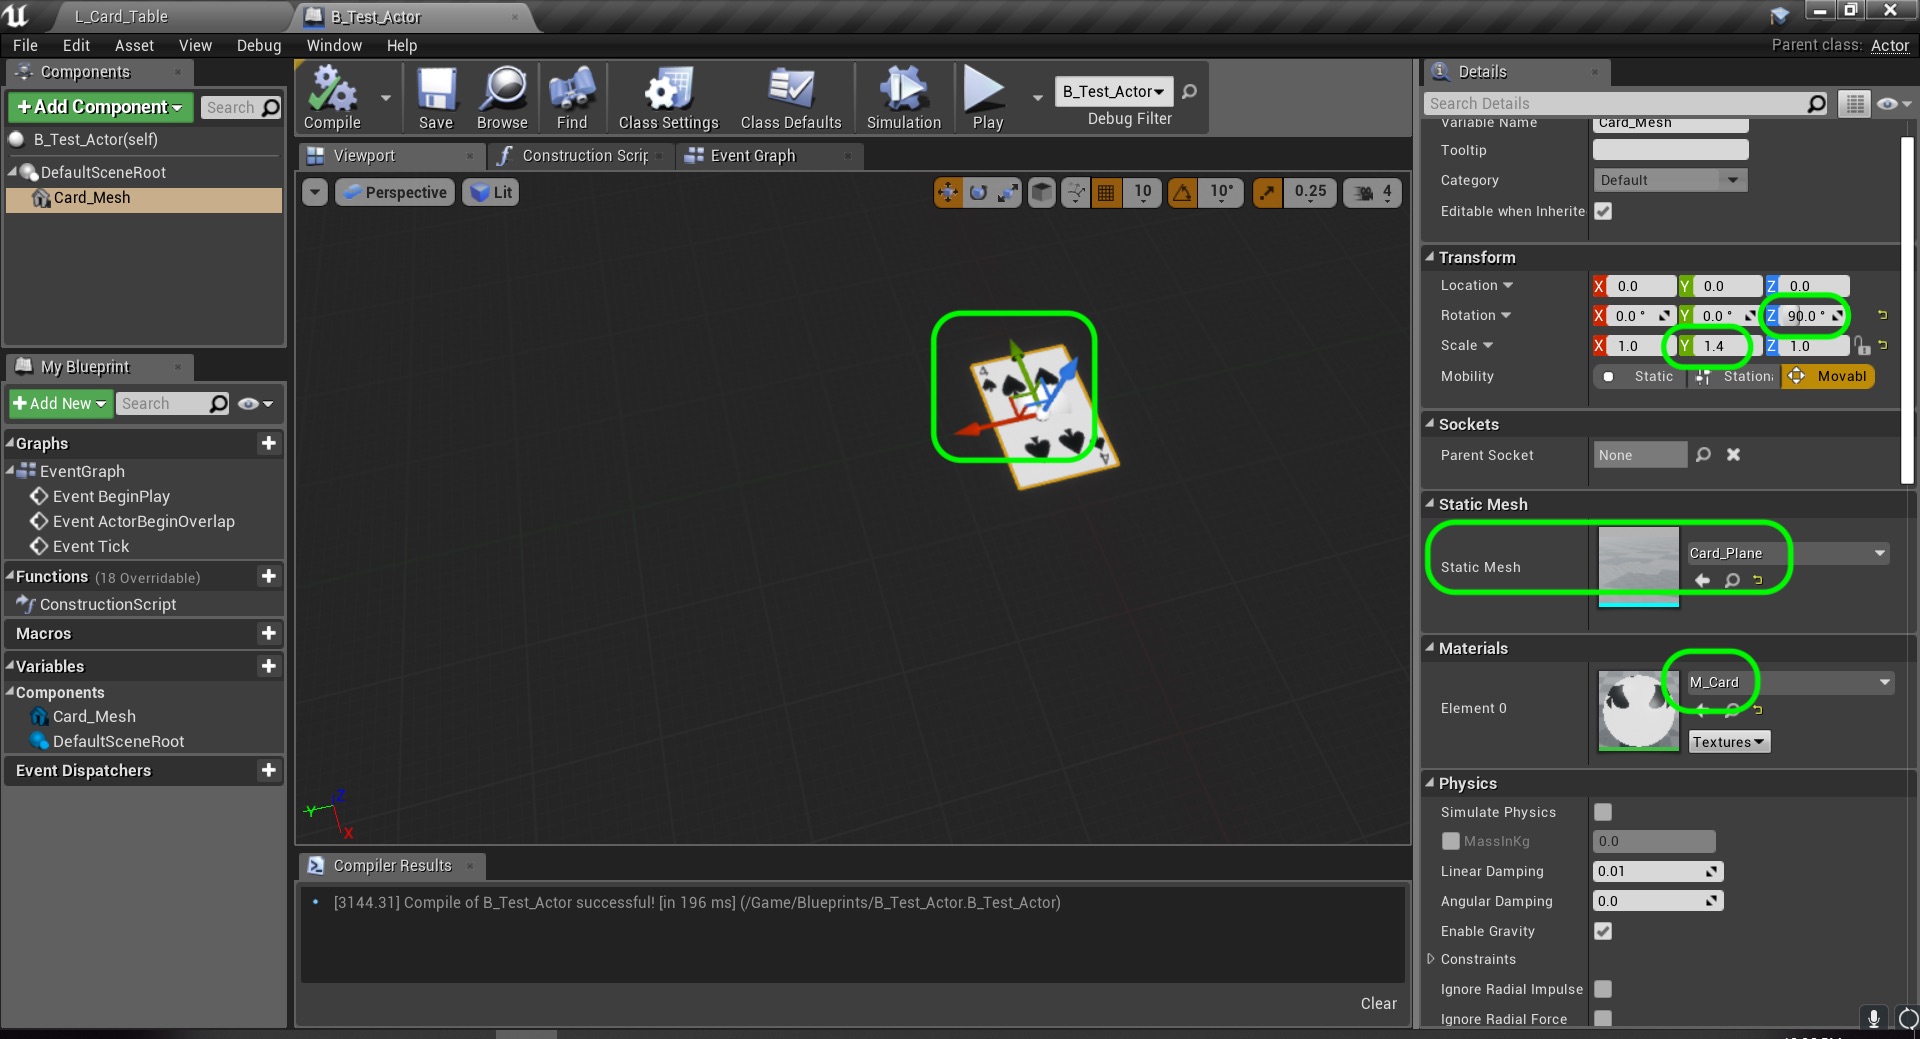 L_Card_Table
B_Test_Actor
File Edit Asset View Debug Window Help
Parent class: Actor
Components
Add Component
Search
B_Test_Actor(self)
DefaultSceneRoot
Card_Mesh
My Blueprint
Add New
Search
Graphs
EventGraph
Event BeginPlay
Event ActorBeginOverlap
Event Tick
Functions (18 Overridable)
ConstructionScript
Macros
Variables
Components
Card_Mesh
DefaultSceneRoot
Event Dispatchers
Compile
Save
Browse
Find
Class Settings
Class Defaults
Simulation
Play
B_Test_Actor
Debug Filter
Viewport
Construction Scrip
Event Graph
Perspective
Lit
10
10°
0.25
4
4
Y
Z
X
Compiler Results
[3144.31] Compile of B_Test_Actor successful! [in 196 ms] (/Game/Blueprints/B_Test_Actor.B_Test_Actor)
Clear
Details
Search Details
Variable Name Card_Mesh
Tooltip
Category Default
Editable when Inherite
Transform
Location X 0.0 Y 0.0 Z 0.0
Rotation X 0.0 ° Y 0.0 ° Z 90.0 °
Scale X 1.0 Y 1.4 Z 1.0
Mobility Static Stationa Movabl
Sockets
Parent Socket None
Static Mesh
Static Mesh Card_Plane
Materials
Element 0 M_Card
Textures
Physics
Simulate Physics
MassInKg 0.0
Linear Damping 0.01
Angular Damping 0.0
Enable Gravity
Constraints
Ignore Radial Impulse
Ignore Radial Force